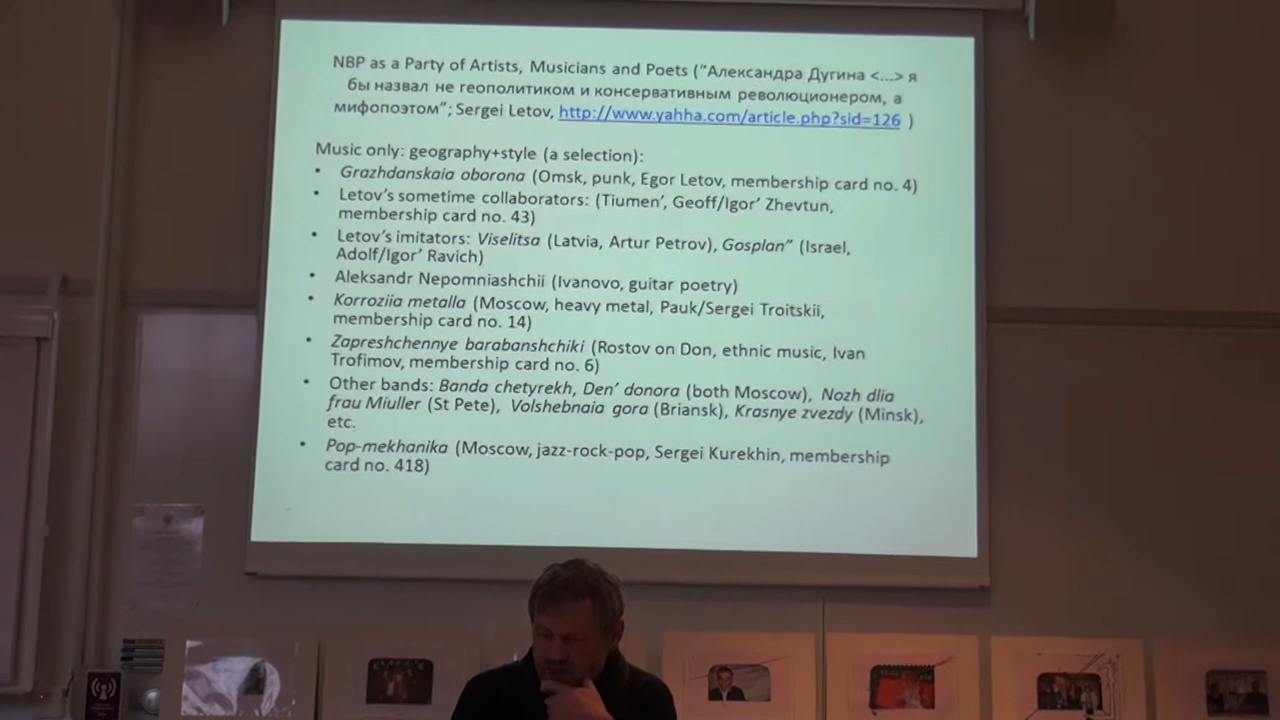 NBP as a Party of Artists, Musicians and Poets ("Александра Дугина <...> я
бы назвал не геополитиком и консервативным революционером, а
мифопоэтом"; Sergei Letov, http://www.yahha.com/article.php?sid=126 )
Music only: geography+style (a selection):
• Grazhdanskaia oborona (Omsk, punk, Egor Letov, membership card no. 4)
• Letov's sometime collaborators: (Tiumen', Geoff/Igor' Zhevtun,
membership card no. 43)
• Letov's imitators: Viselitsa (Latvia, Artur Petrov), Gosplan" (Israel,
Adolf/Igor' Ravich)
• Aleksandr Nepomniashchii (Ivanovo, guitar poetry)
• Korroziia metalla (Moscow, heavy metal, Pauk/Sergei Troitskii,
membership card no. 14)
• Zapreshchennye barabanshchiki (Rostov on Don, ethnic music, Ivan
Trofimov, membership card no. 6)
• Other bands: Banda chetyrekh, Den' donora (both Moscow), Nozh dlia
frau Miuller (St Pete), Volshebnaia gora (Briansk), Krasnye zvezdy (Minsk),
etc.
• Pop-mekhanika (Moscow, jazz-rock-pop, Sergei Kurekhin, membership
card no. 418)